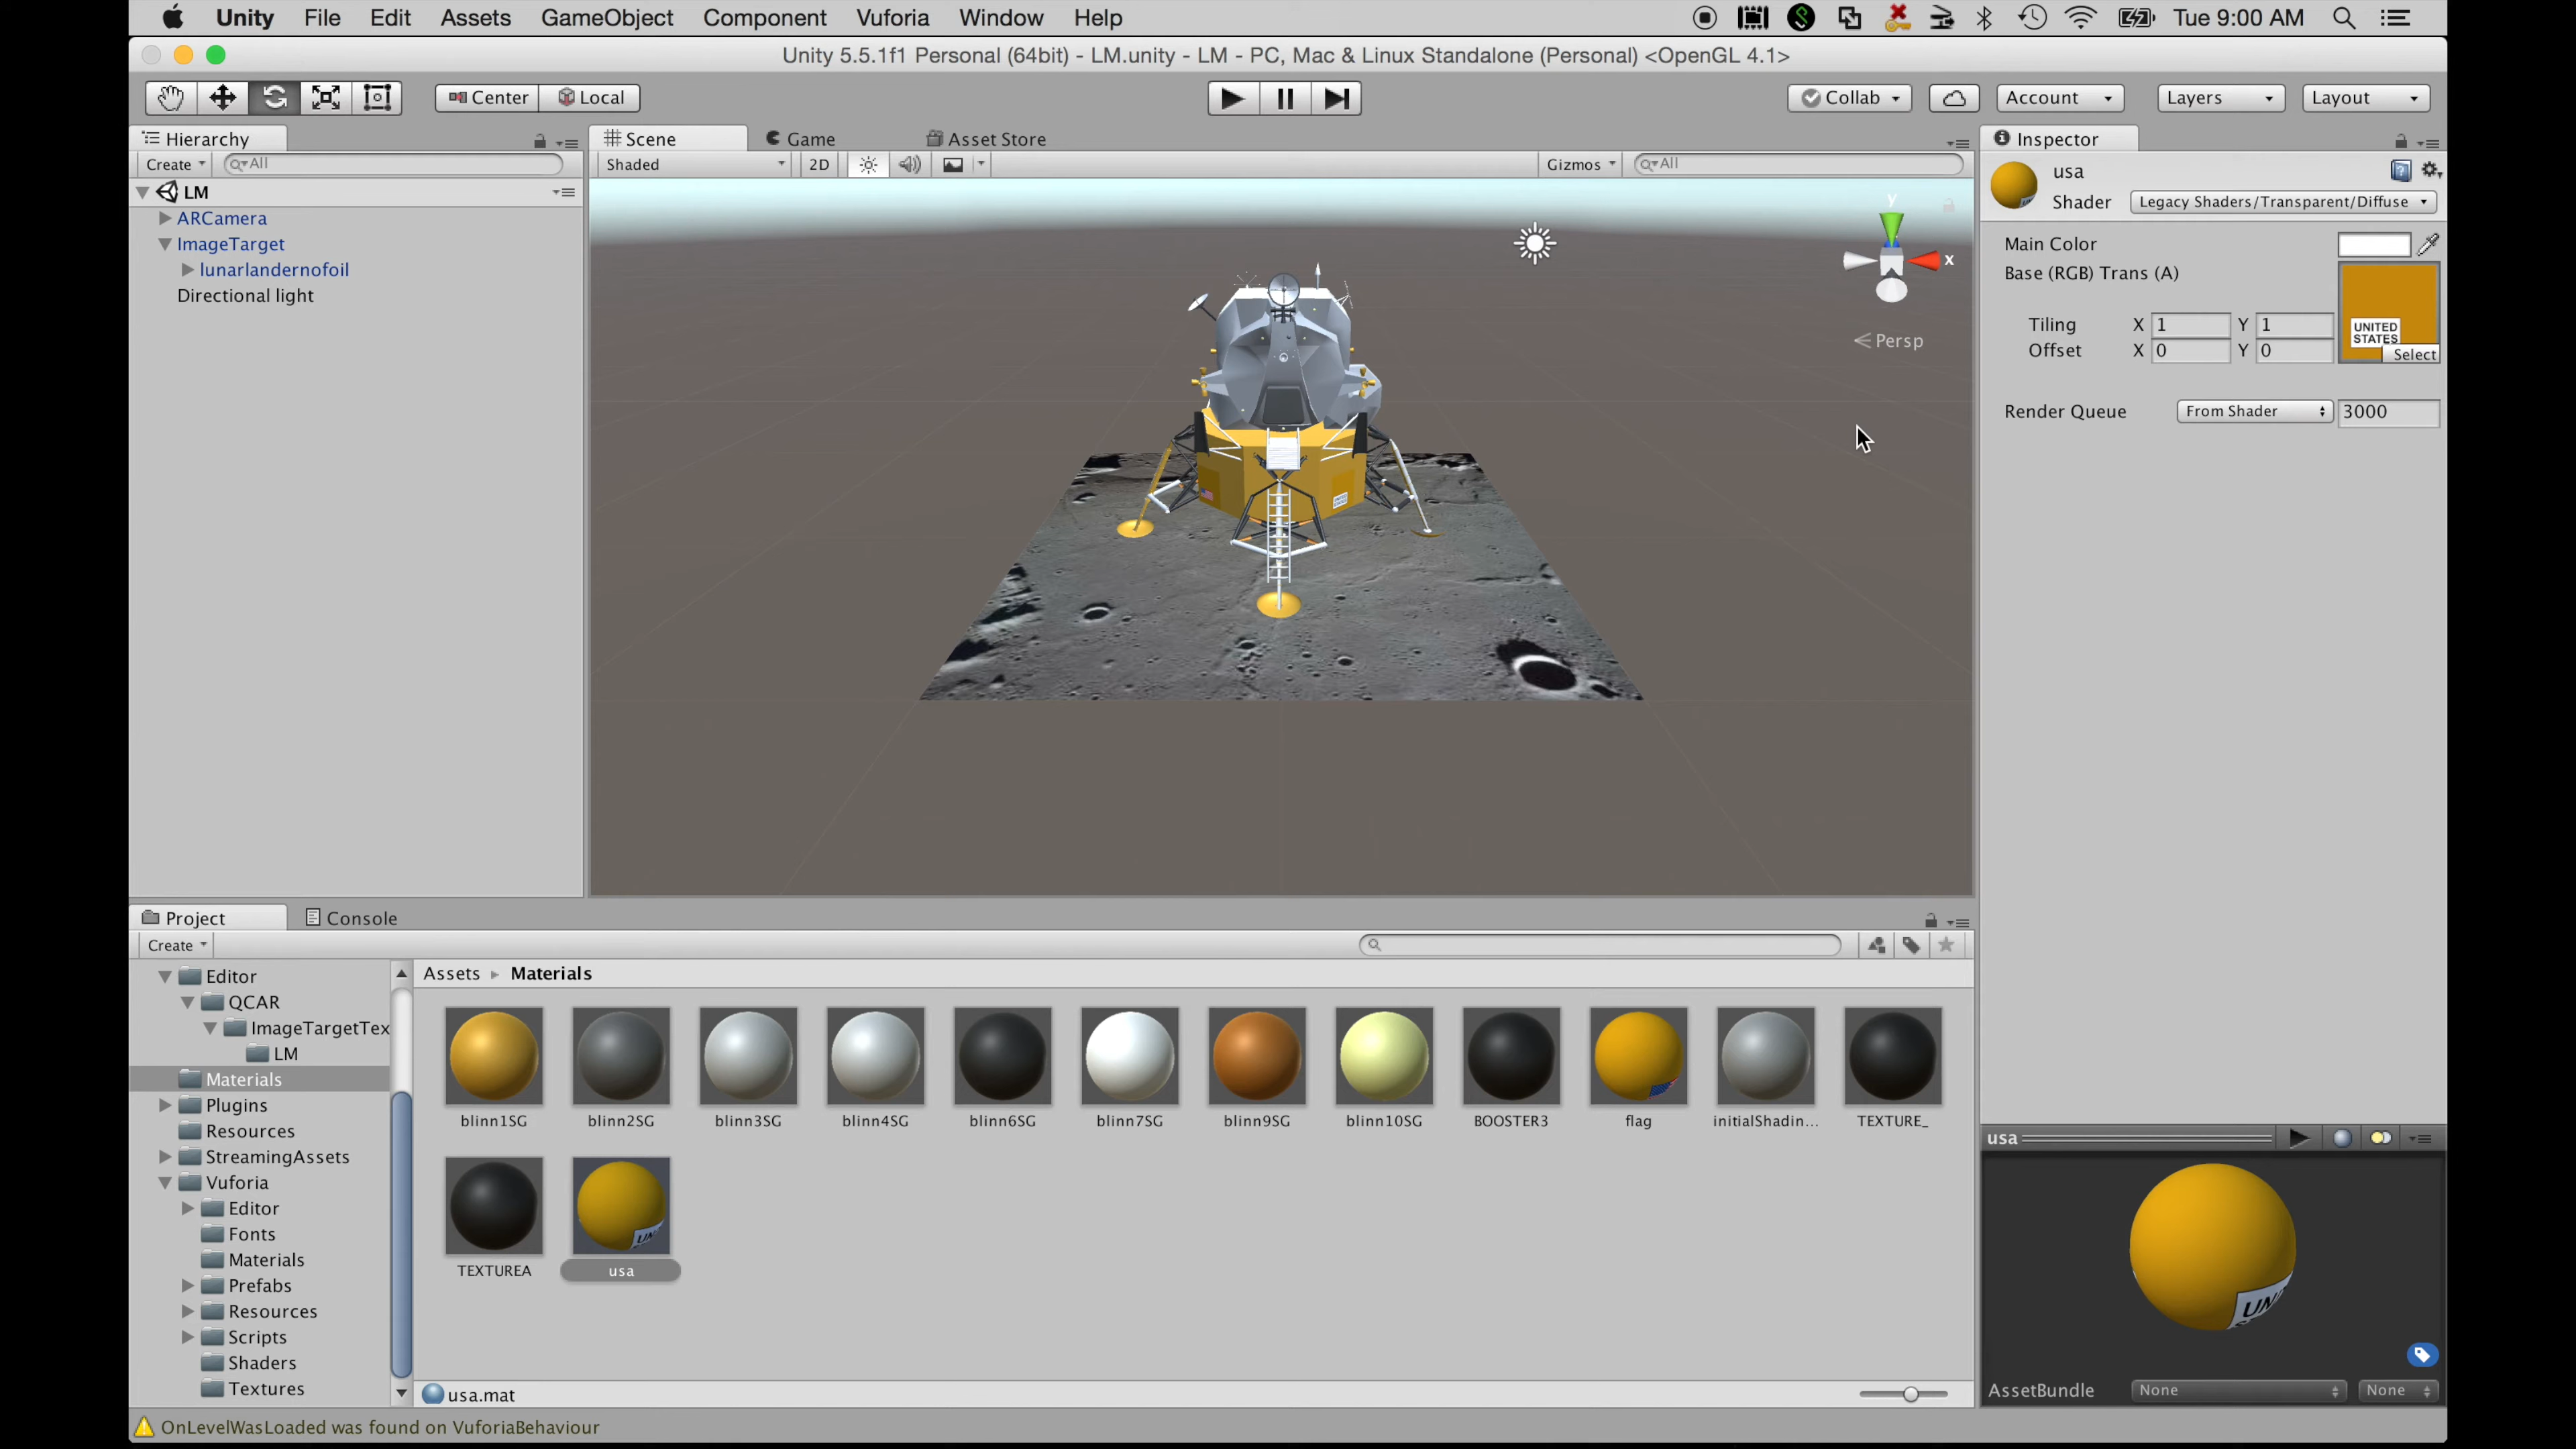 Unity File Edit Assets GameObject Component Vuforia Window Help Tue 9:00 AM
Unity 5.5.1f1 Personal (64bit) - LM.unity - LM - PC, Mac & Linux Standalone (Personal) <OpenGL 4.1>
Center Local Collab Account Layers Layout
Hierarchy Scene Game Asset Store Inspector
Create All Shaded 2D Gizmos All
LM
ARCamera
ImageTarget
lunarlandernofoil
Directional light
y
x
Persp
usa
Shader Legacy Shaders/Transparent/Diffuse
Main Color
Base (RGB) Trans (A)
Tiling X 1 Y 1
Offset X 0 Y 0
UNITED
STATES
Select
Render Queue From Shader 3000
Project Console
Create
Editor
QCAR
ImageTargetTex
LM
Materials
Plugins
Resources
StreamingAssets
Vuforia
Editor
Fonts
Materials
Prefabs
Resources
Scripts
Shaders
Textures
Assets Materials
blinn1SG blinn2SG blinn3SG blinn4SG blinn6SG blinn7SG blinn9SG blinn10SG BOOSTER3 flag initialShadin... TEXTURE_
TEXTUREA usa
usa.mat
usa
UN
AssetBundle None None
OnLevelWasLoaded was found on VuforiaBehaviour